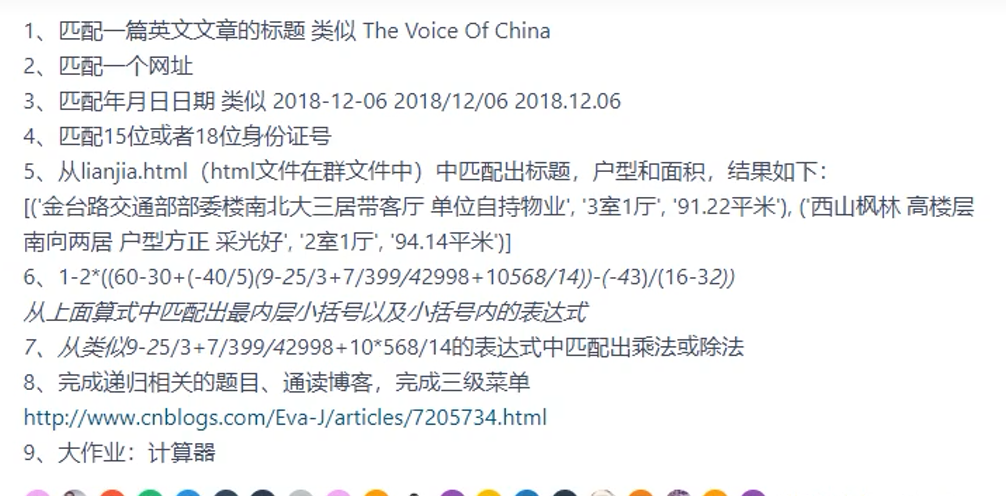 1、匹配一篇英文文章的标题 类似 The Voice Of China
2、匹配一个网址
3、匹配年月日日期 类似 2018-12-06 2018/12/06 2018.12.06
4、匹配15位或者18位身份证号
5、从lianjia.html（html文件在群文件中）中匹配出标题，户型和面积，结果如下：
[('金台路交通部部委楼南北大三居带客厅 单位自持物业', '3室1厅', '91.22平米'), ('西山枫林 高楼层
南向两居 户型方正 采光好', '2室1厅', '94.14平米')]
6、1-2*((60-30+(-40/5)(9-25/3+7/399/42998+10568/14))-(-43)/(16-32))
从上面算式中匹配出最内层小括号以及小括号内的表达式
7、从类似9-25/3+7/399/42998+10*568/14的表达式中匹配出乘法或除法
8、完成递归相关的题目、通读博客，完成三级菜单
http://www.cnblogs.com/Eva-J/articles/7205734.html
9、大作业：计算器